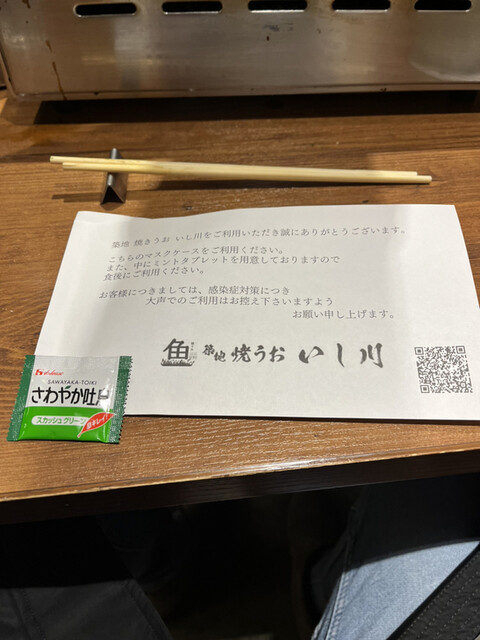 築地 焼きうお いし川をご利用いただき誠にありがとうございます。
こちらのマスクケースをご利用ください。
また、中にミントタブレットを用意しておりますので
食後にご利用ください。
お客様につきましては、感染症対策につき
大声でのご利用はお控え下さいますよう
お願い申し上げます。
魚 築地 焼うお いし川
House
SAWAYAKA-TOIKI
さわやか吐息
スカッシュグリーン
息キレイ!